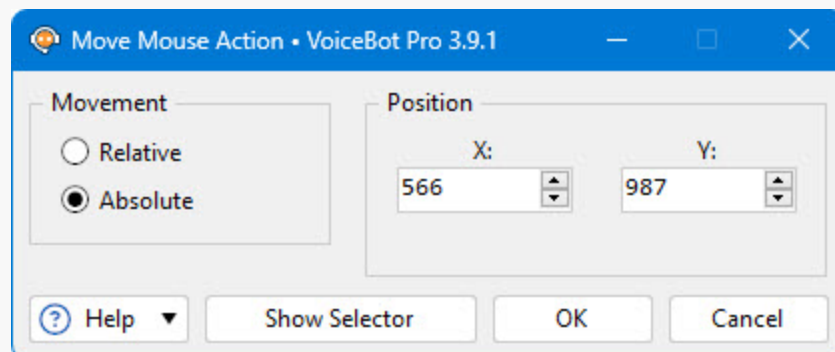 Move Mouse Action • VoiceBot Pro 3.9.1
Movement
Relative
Absolute
Position
X:
Y:
566
987
? Help
Show Selector
OK
Cancel